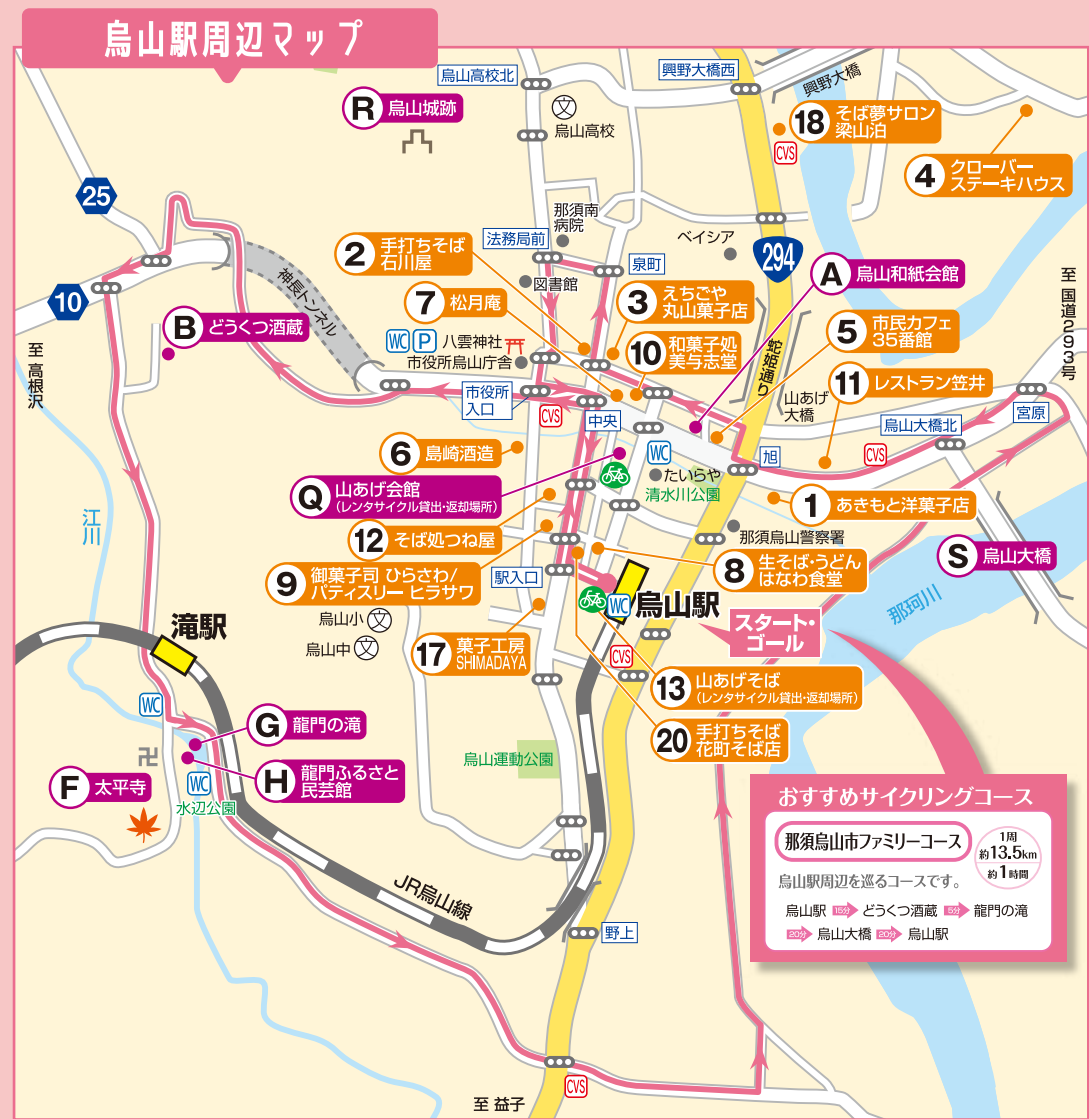 烏山駅周辺マップ
烏山高校北
興野大橋西
興野大橋
R 烏山城跡
文
烏山高校
18 そば夢サロン
梁山泊
CVS
4 クローバー
ステーキハウス
25
那須南
病院
法務局前
ベイシア
294
2 手打ちそば
石川屋
泉町
A 烏山和紙会館
至 国道293号
図書館
神長トンネル
10
7 松月庵
3 えちごや
丸山菓子店
5 市民カフェ
35番館
B どうくつ酒蔵
WC P 八雲神社
市役所烏山庁舎
10 和菓子処
美与志堂
蛇姫通り
至 高根沢
11 レストラン笠井
山あげ
大橋
宮原
市役所
入口
CVS
中央
烏山大橋北
6 島崎酒造
WC
旭
CVS
たいらや
清水川公園
Q 山あげ会館
(レンタサイクル貸出・返却場所)
1 あきもと洋菓子店
江川
12 そば処つね屋
那須烏山警察署
S 烏山大橋
9 御菓子司 ひらさわ/
パティスリー ヒラサワ
駅入口
8 生そば・うどん
はなわ食堂
WC
烏山駅
那珂川
烏山小 文
烏山中 文
スタート・
ゴール
滝駅
17 菓子工房
SHIMADAYA
CVS
13 山あげそば
(レンタサイクル貸出・返却場所)
WC
G 龍門の滝
20 手打ちそば
花町そば店
烏山運動公園
卍
H 龍門ふるさと
民芸館
F 太平寺
WC
水辺公園
おすすめサイクリングコース
那須烏山市ファミリーコース
1周
約13.5km
約1時間
烏山駅周辺を巡るコースです。
烏山駅 15分 どうくつ酒蔵 5分 龍門の滝
20分 烏山大橋 20分 烏山駅
JR烏山線
野上
CVS
至 益子